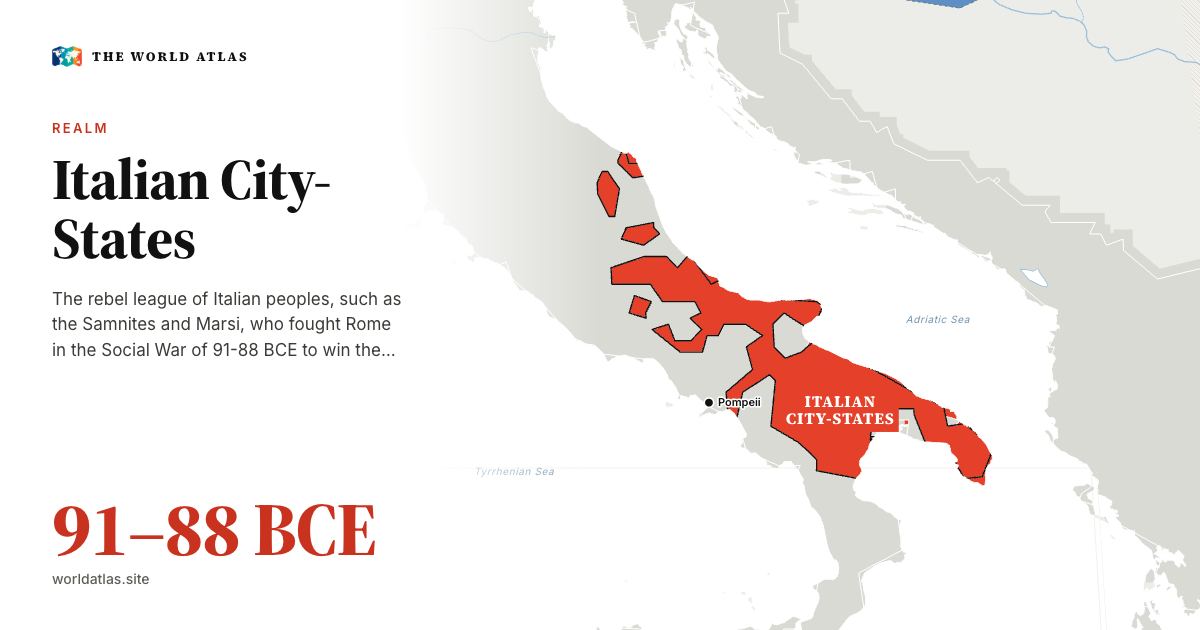 THE WORLD ATLAS
REALM
Italian City-
States
The rebel league of Italian peoples, such as
the Samnites and Marsi, who fought Rome
in the Social War of 91-88 BCE to win the...
91–88 BCE
worldatlas.site
Adriatic Sea
ITALIAN
CITY-STATES
Pompeii
Tyrrhenian Sea